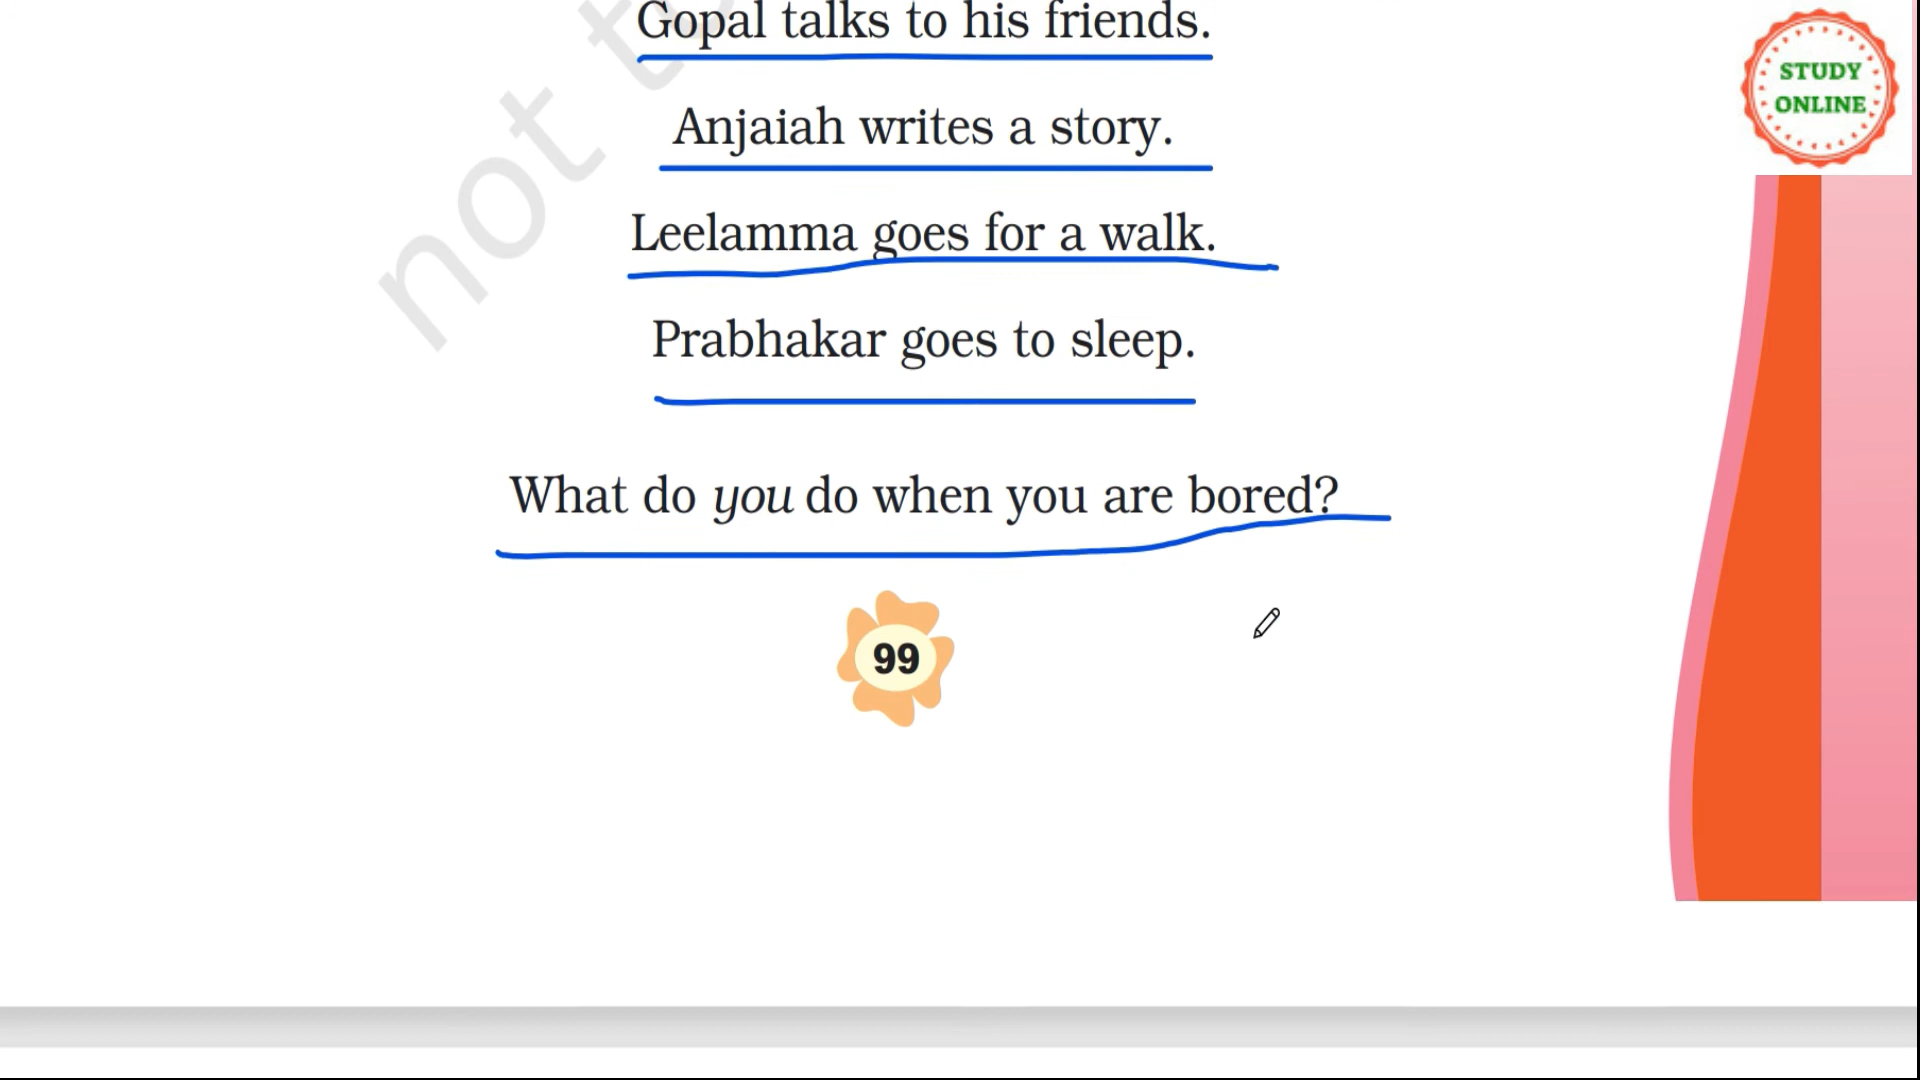 Gopal talks to his friends.
STUDY
ONLINE
Anjaiah writes a story.
Leelamma goes for a walk.
Prabhakar goes to sleep.
What do you do when you are bored?
99
not t